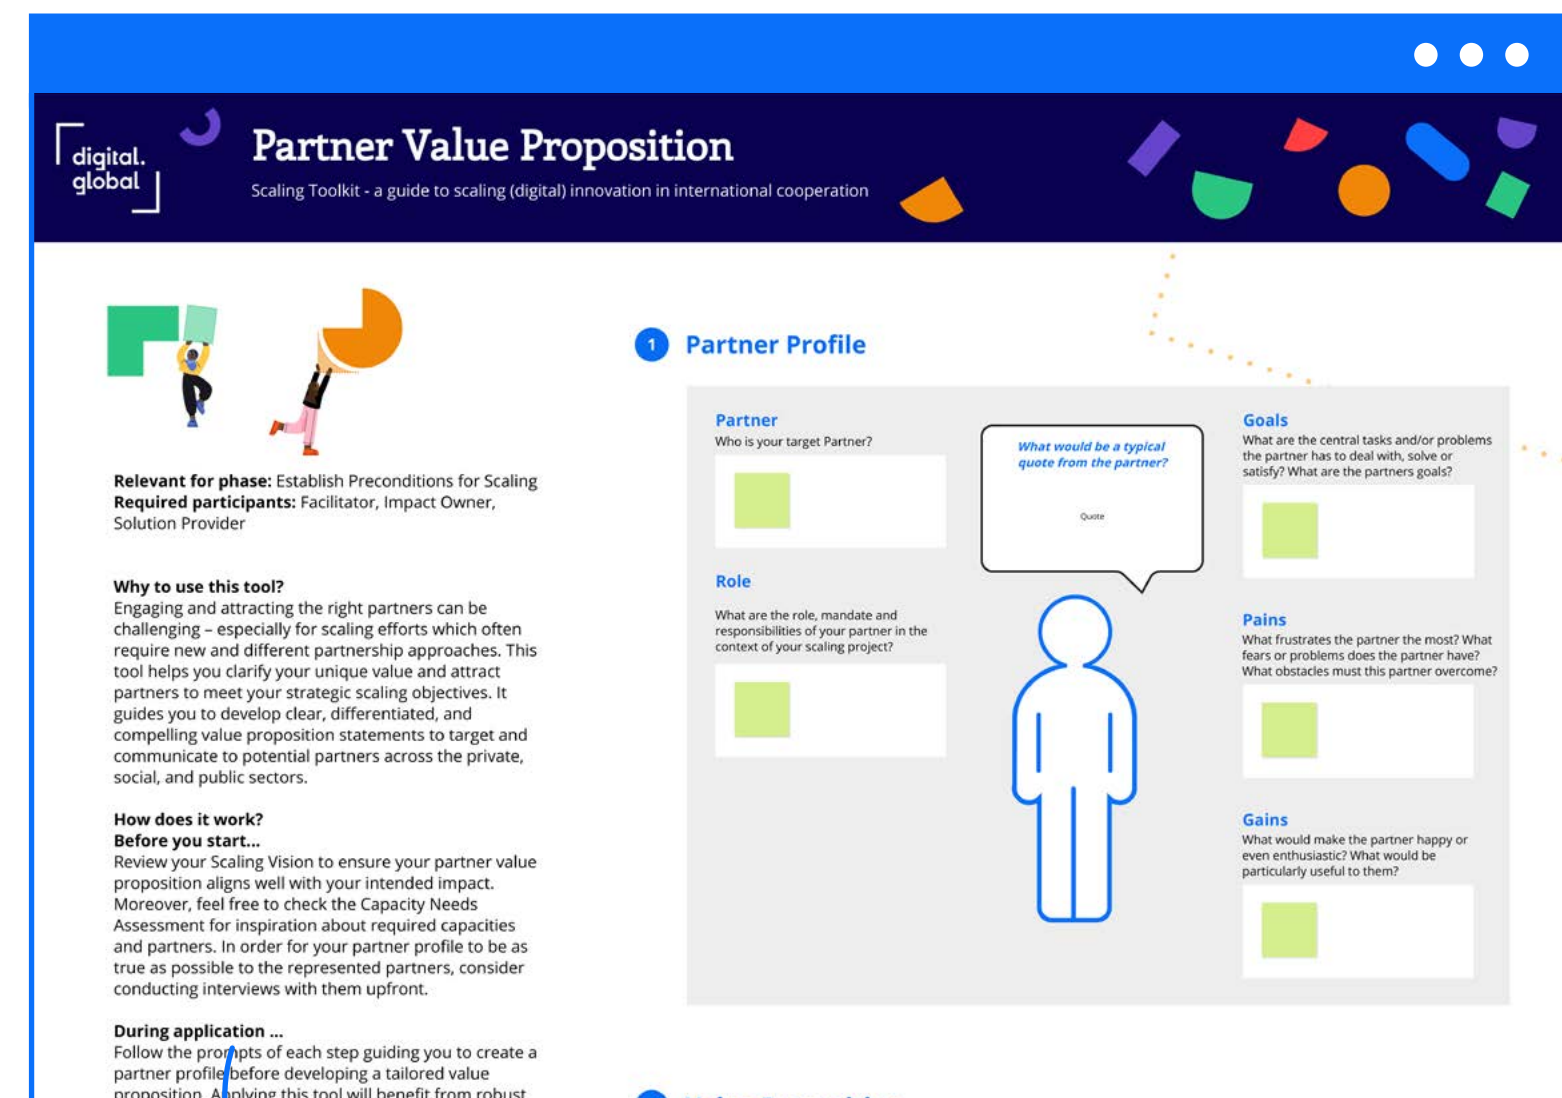 digital.
global
Partner Value Proposition
Scaling Toolkit - a guide to scaling (digital) innovation in international cooperation
Relevant for phase: Establish Preconditions for Scaling
Required participants: Facilitator, Impact Owner,
Solution Provider
Why to use this tool?
Engaging and attracting the right partners can be
challenging – especially for scaling efforts which often
require new and different partnership approaches. This
tool helps you clarify your unique value and attract
partners to meet your strategic scaling objectives. It
guides you to develop clear, differentiated, and
compelling value proposition statements to target and
communicate to potential partners across the private,
social, and public sectors.
How does it work?
Before you start...
Review your Scaling Vision to ensure your partner value
proposition aligns well with your intended impact.
Moreover, feel free to check the Capacity Needs
Assessment for inspiration about required capacities
and partners. In order for your partner profile to be as
true as possible to the represented partners, consider
conducting interviews with them upfront.
During application ...
Follow the prompts of each step guiding you to create a
partner profile before developing a tailored value
proposition. Applying this tool will benefit from robust
1 Partner Profile
Partner
Who is your target Partner?
Role
What are the role, mandate and
responsibilities of your partner in the
context of your scaling project?
What would be a typical
quote from the partner?
Quote
Goals
What are the central tasks and/or problems
the partner has to deal with, solve or
satisfy? What are the partners goals?
Pains
What frustrates the partner the most? What
fears or problems does the partner have?
What obstacles must this partner overcome?
Gains
What would make the partner happy or
even enthusiastic? What would be
particularly useful to them?